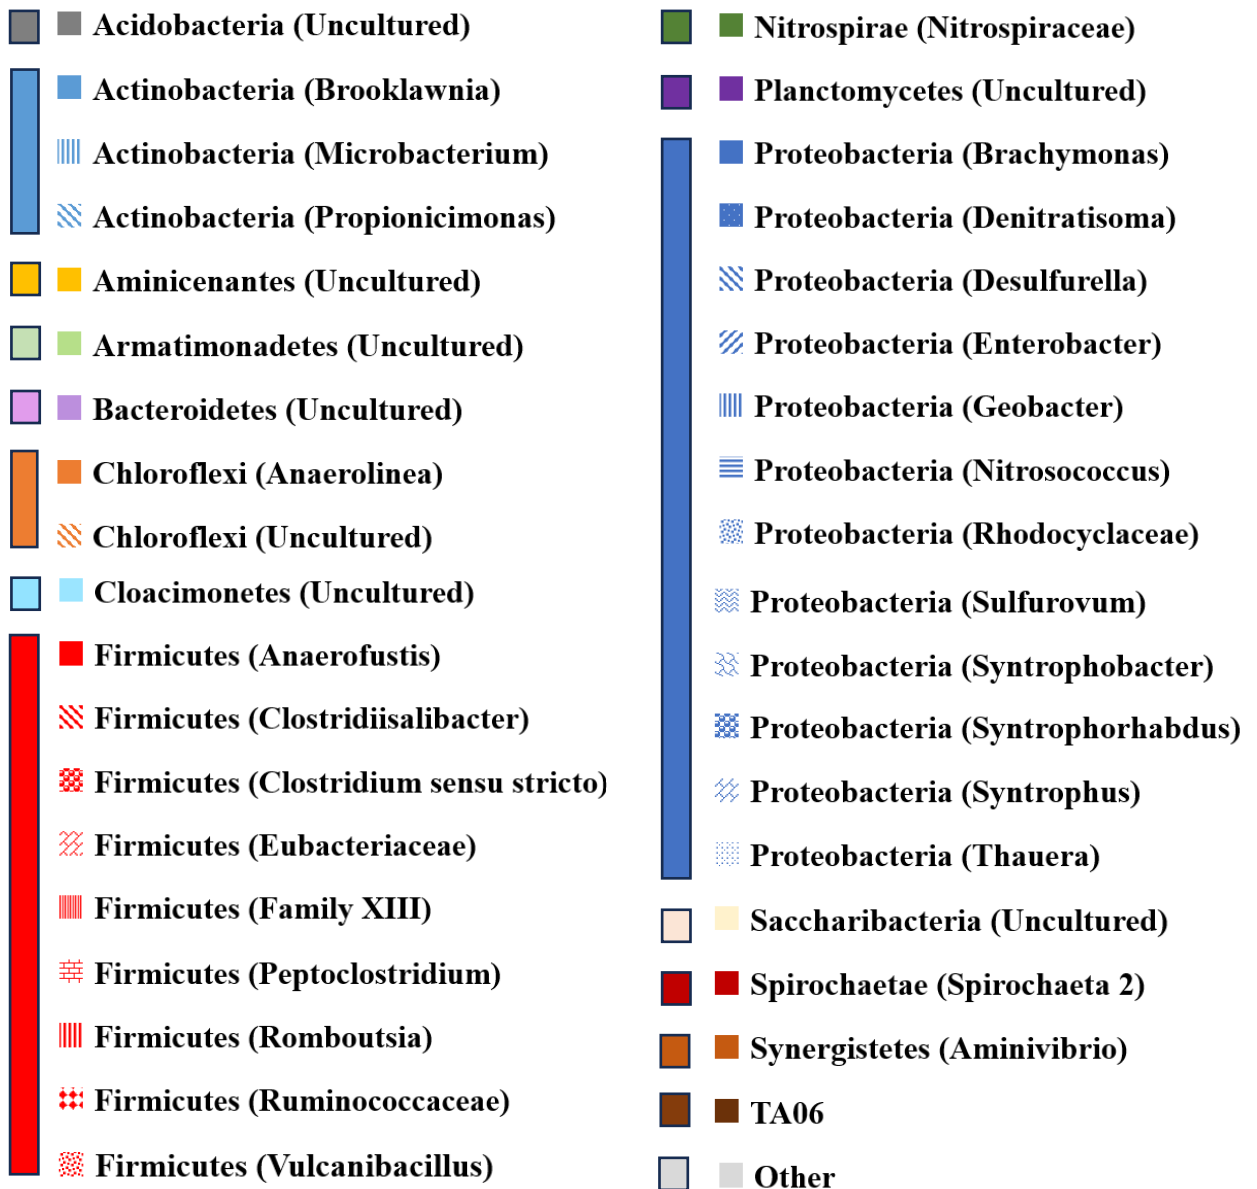 Acidobacteria (Uncultured)
Actinobacteria (Brooklawnia)
Actinobacteria (Microbacterium)
Actinobacteria (Propionicimonas)
Aminicenantes (Uncultured)
Armatimonadetes (Uncultured)
Bacteroidetes (Uncultured)
Chloroflexi (Anaerolinea)
Chloroflexi (Uncultured)
Cloacimonetes (Uncultured)
Firmicutes (Anaerofustis)
Firmicutes (Clostridiisalibacter)
Firmicutes (Clostridium sensu stricto)
Firmicutes (Eubacteriaceae)
Firmicutes (Family XIII)
Firmicutes (Peptoclostridium)
Firmicutes (Romboutsia)
Firmicutes (Ruminococcaceae)
Firmicutes (Vulcanibacillus)
Nitrospirae (Nitrospiraceae)
Planctomycetes (Uncultured)
Proteobacteria (Brachymonas)
Proteobacteria (Denitratisoma)
Proteobacteria (Desulfurella)
Proteobacteria (Enterobacter)
Proteobacteria (Geobacter)
Proteobacteria (Nitrosococcus)
Proteobacteria (Rhodocyclaceae)
Proteobacteria (Sulfurovum)
Proteobacteria (Syntrophobacter)
Proteobacteria (Syntrophorhabdus)
Proteobacteria (Syntrophus)
Proteobacteria (Thauera)
Saccharibacteria (Uncultured)
Spirochaetae (Spirochaeta 2)
Synergistetes (Aminivibrio)
TA06
Other